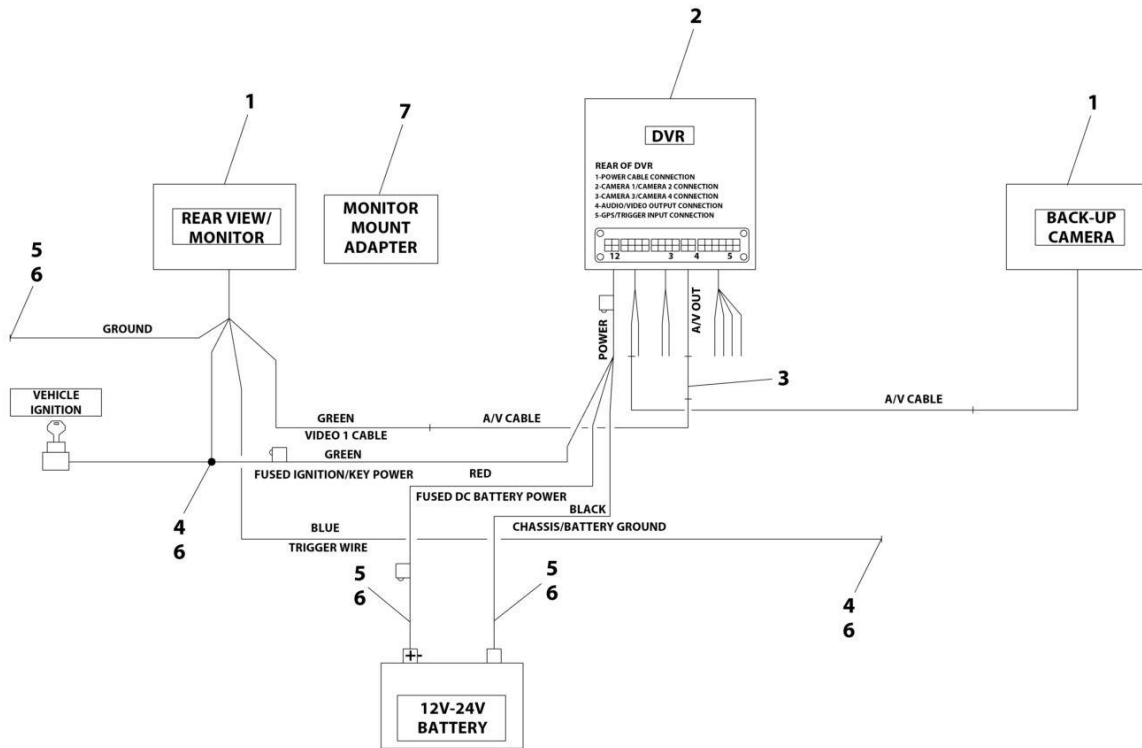 2
1
7
1
DVR
REAR OF DVR
1-POWER CABLE CONNECTION
2-CAMERA 1/CAMERA 2 CONNECTION
3-CAMERA 3/CAMERA 4 CONNECTION
4-AUDIO/VIDEO OUTPUT CONNECTION
5-GPS/TRIGGER INPUT CONNECTION
12 3 4 5
REAR VIEW/
MONITOR
MONITOR
MOUNT
ADAPTER
BACK-UP
CAMERA
5
6
GROUND
POWER
A/V OUT
3
VEHICLE
IGNITION
A/V CABLE
GREEN
A/V CABLE
VIDEO 1 CABLE
GREEN
FUSED IGNITION/KEY POWER
RED
FUSED DC BATTERY POWER
BLACK
CHASSIS/BATTERY GROUND
4
6
BLUE
TRIGGER WIRE
5
6
5
6
4
6
+-
12V-24V
BATTERY